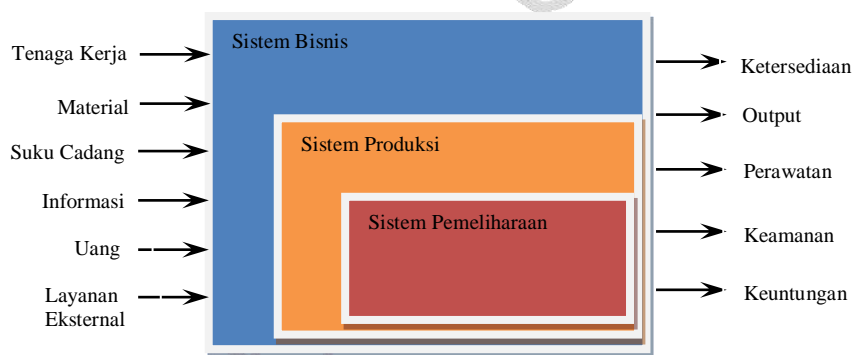 Sistem Bisnis
Tenaga Kerja
Ketersediaan
Material
Output
Sistem Produksi
Suku Cadang
Perawatan
Informasi
Sistem Pemeliharaan
Keamanan
Uang
Layanan
Eksternal
Keuntungan